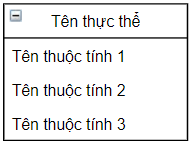 Tên thực thể
Tên thuộc tính 1
Tên thuộc tính 2
Tên thuộc tính 3